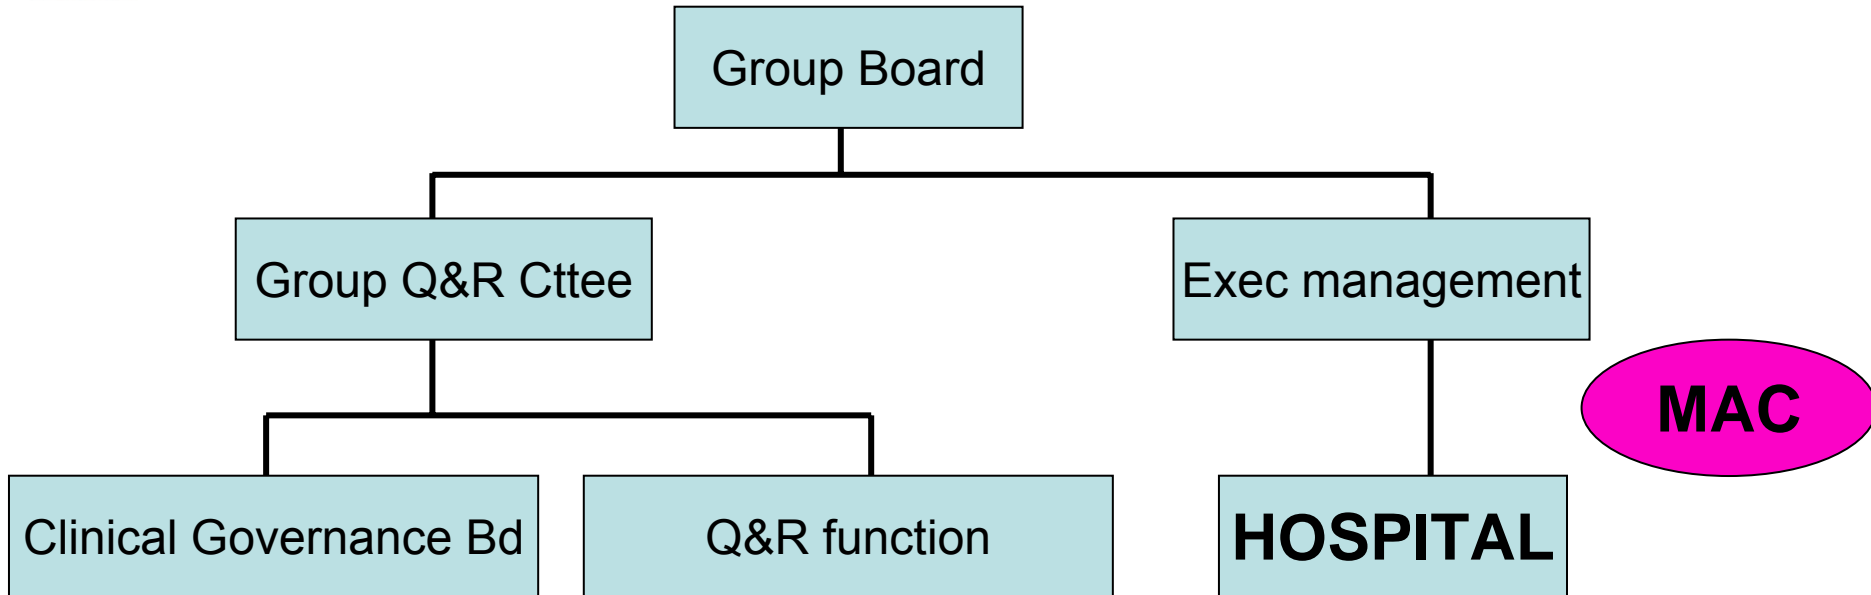 Group Board
Group Q&R Cttee
Exec management
MAC
Clinical Governance Bd
Q&R function
HOSPITAL